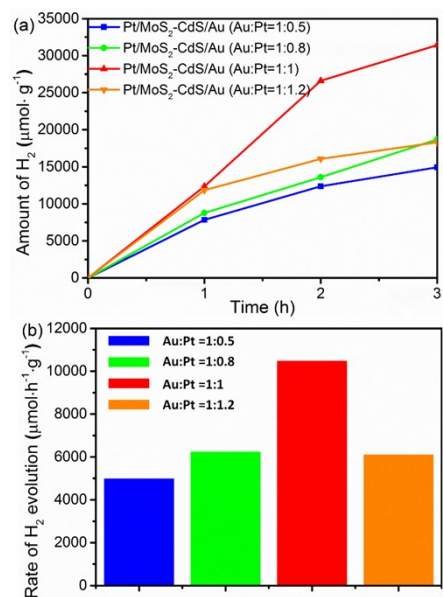 (a)
35000
30000
25000
20000
15000
10000
5000
0
Amount of H₂ (μmol· g⁻¹)
Pt/MoS₂-CdS/Au (Au:Pt=1:0.5)
Pt/MoS₂-CdS/Au (Au:Pt=1:0.8)
Pt/MoS₂-CdS/Au (Au:Pt=1:1)
Pt/MoS₂-CdS/Au (Au:Pt=1:1.2)
0 1 2 3
Time (h)
(b)
12000
10000
8000
6000
4000
2000
0
Rate of H₂ evolution (μmol·h⁻¹·g⁻¹)
Au:Pt =1:0.5
Au:Pt =1:0.8
Au:Pt =1:1
Au:Pt =1:1.2